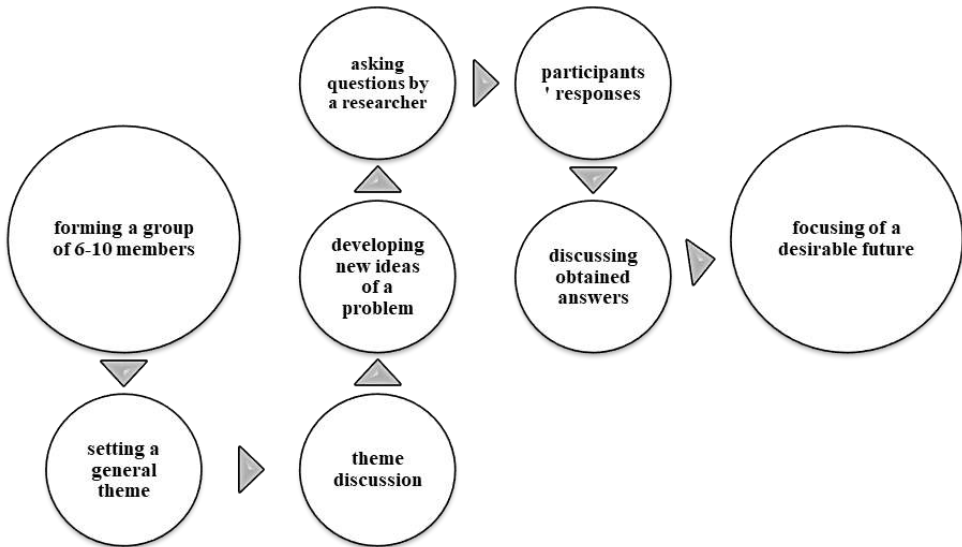 forming a group
of 6-10 members
setting a
general
theme
theme
discussion
developing
new ideas
of a
problem
asking
questions by
a researcher
participants
' responses
discussing
obtained
answers
focusing of a
desirable future